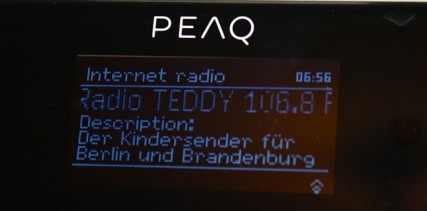 PEAQ
Internet radio 06:56
Radio TEDDY 106.8 F
Description:
Der Kindersender für
Berlin und Brandenburg